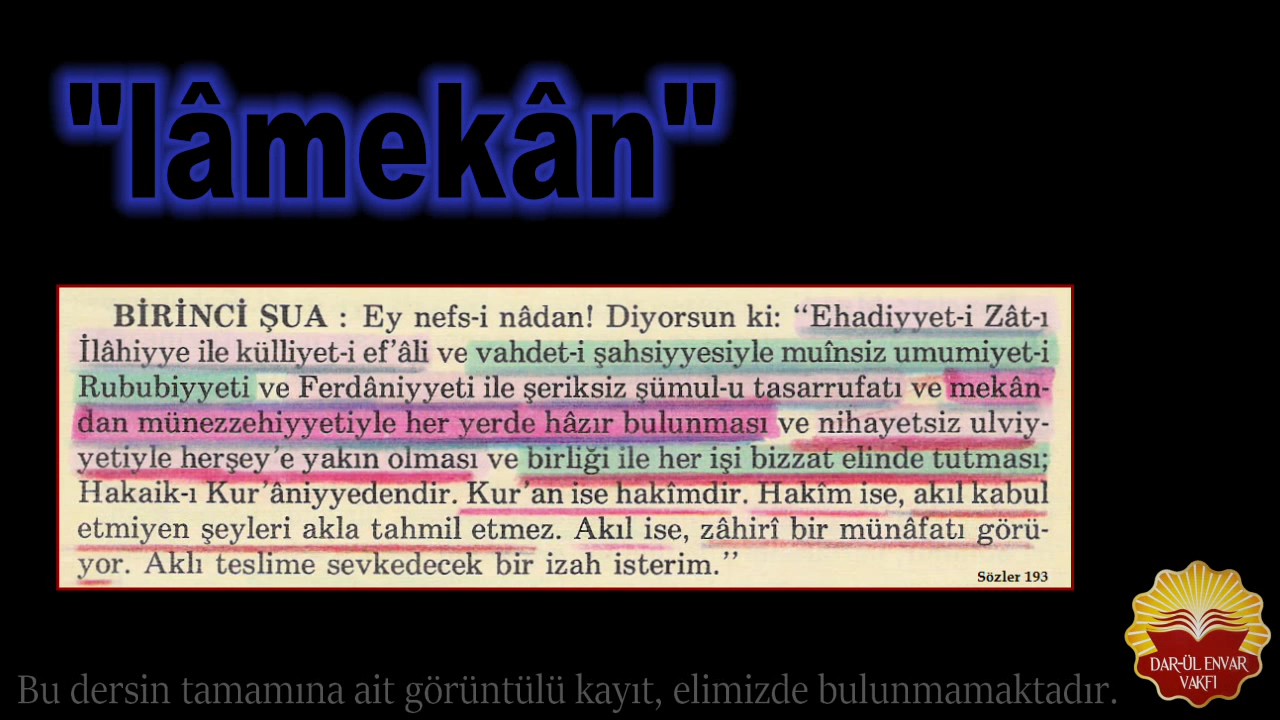 "lâmekân"
BİRİNCİ ŞUA : Ey nefs-i nâdan! Diyorsun ki: “Ehadiyyet-i Zât-ı
İlâhiyye ile külliyet-i ef’âli ve vahdet-i şahsiyyesiyle muînsiz umumiyet-i
Rububiyyeti ve Ferdâniyyeti ile şeriksiz şümul-u tasarrufatı ve mekân-
dan münezzehiyyetiyle her yerde hâzır bulunması ve nihayetsiz ulviy-
yetiyle herşey’e yakın olması ve birliği ile her işi bizzat elinde tutması;
Hakaik-ı Kur’âniyyedendir. Kur’an ise hakîmdir. Hakîm ise, akıl kabul
etmiyen şeyleri akla tahmil etmez. Akıl ise, zâhirî bir münâfatı görü-
yor. Aklı teslime sevkedecek bir izah isterim.’’
Sözler 193
DAR-ÜL ENVAR
VAKFI
Bu dersin tamamına ait görüntülü kayıt, elimizde bulunmamaktadır.